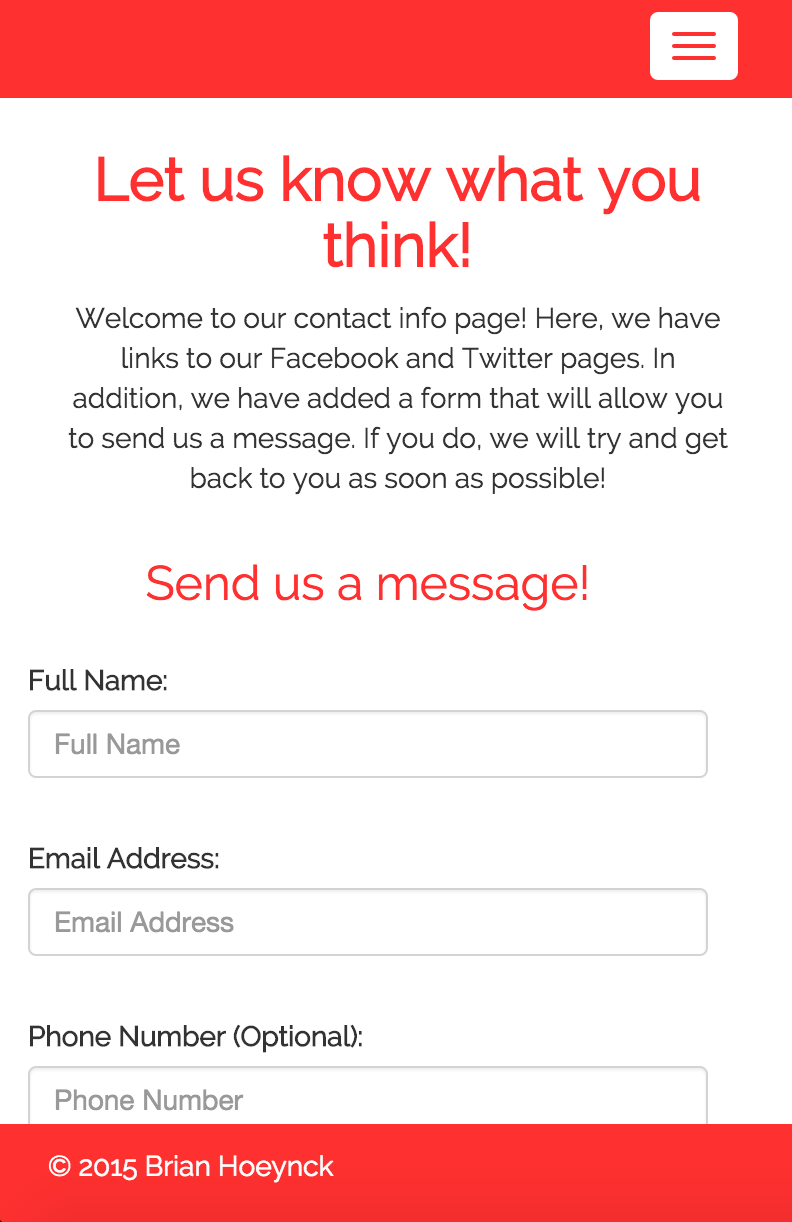 Let us know what you
think!
Welcome to our contact info page! Here, we have
links to our Facebook and Twitter pages. In
addition, we have added a form that will allow you
to send us a message. If you do, we will try and get
back to you as soon as possible!
Send us a message!
Full Name:
Full Name
Email Address:
Email Address
Phone Number (Optional):
Phone Number
© 2015 Brian Hoeynck